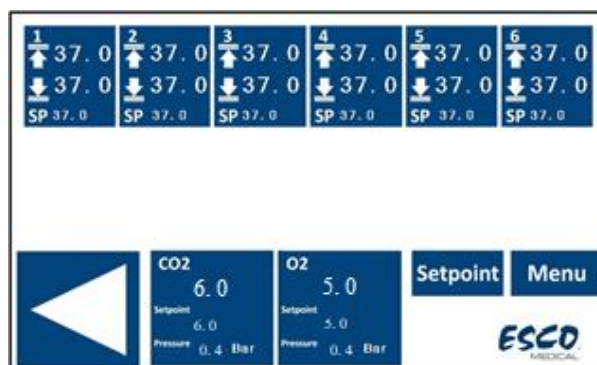 1 2 3 4 5 6
37.0 37.0 37.0 37.0 37.0 37.0
37.0 37.0 37.0 37.0 37.0 37.0
SP 37.0 SP 37.0 SP 37.0 SP 37.0 SP 37.0 SP 37.0
CO2
6.0
Setpoint
6.0
Pressure 0.4 Bar
O2
5.0
Setpoint
5.0
Pressure 0.4 Bar
Setpoint
Menu
ESCO
MEDICAL